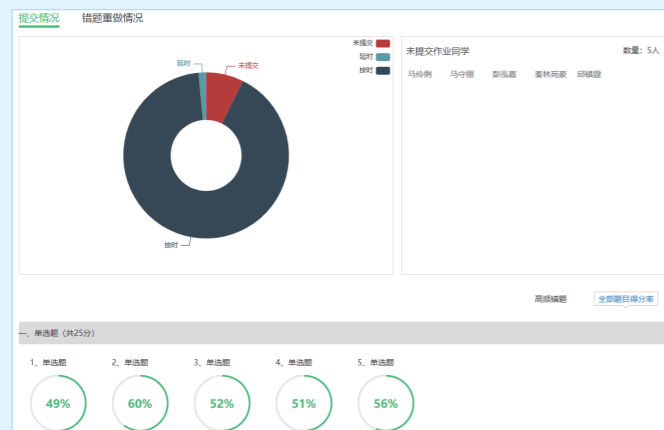 提交情况 错题重做情况
未提交
延时
按时
延时
未提交
按时
未提交作业同学 数量：5人
马守丽 彭泓嘉 秦林苑豪 邱镇霆
高频错题 全部题目得分率
一、单选题（共25分）
1、单选题 2、单选题 3、单选题 4、单选题 5、单选题
49% 60% 52% 51% 56%